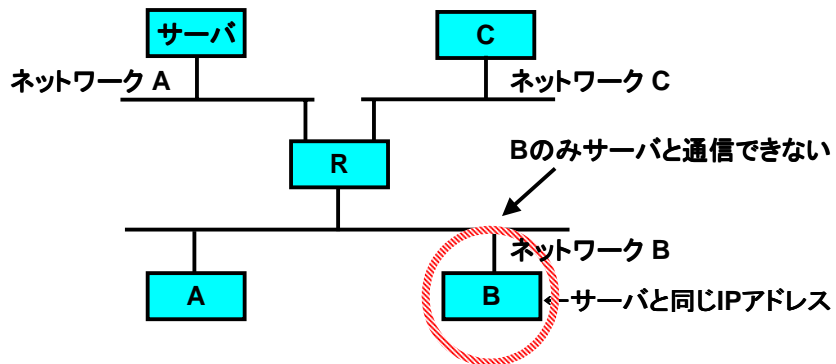 サーバ
C
ネットワーク A
ネットワーク C
R
Bのみサーバと通信できない
ネットワーク B
A
B
サーバと同じIPアドレス